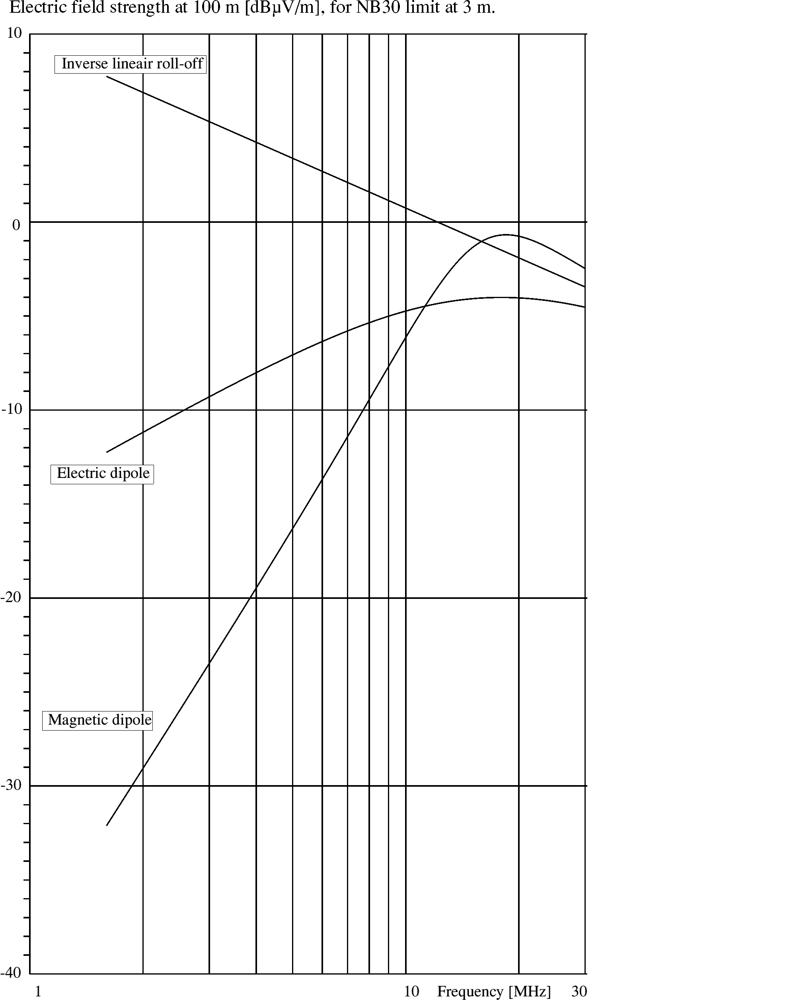 Electric field strength at 100 m [dBµV/m], for NB30 limit at 3 m.
10
Inverse lineair roll-off
0
-10
Electric dipole
-20
Magnetic dipole
-30
-40
1 10 Frequency [MHz] 30